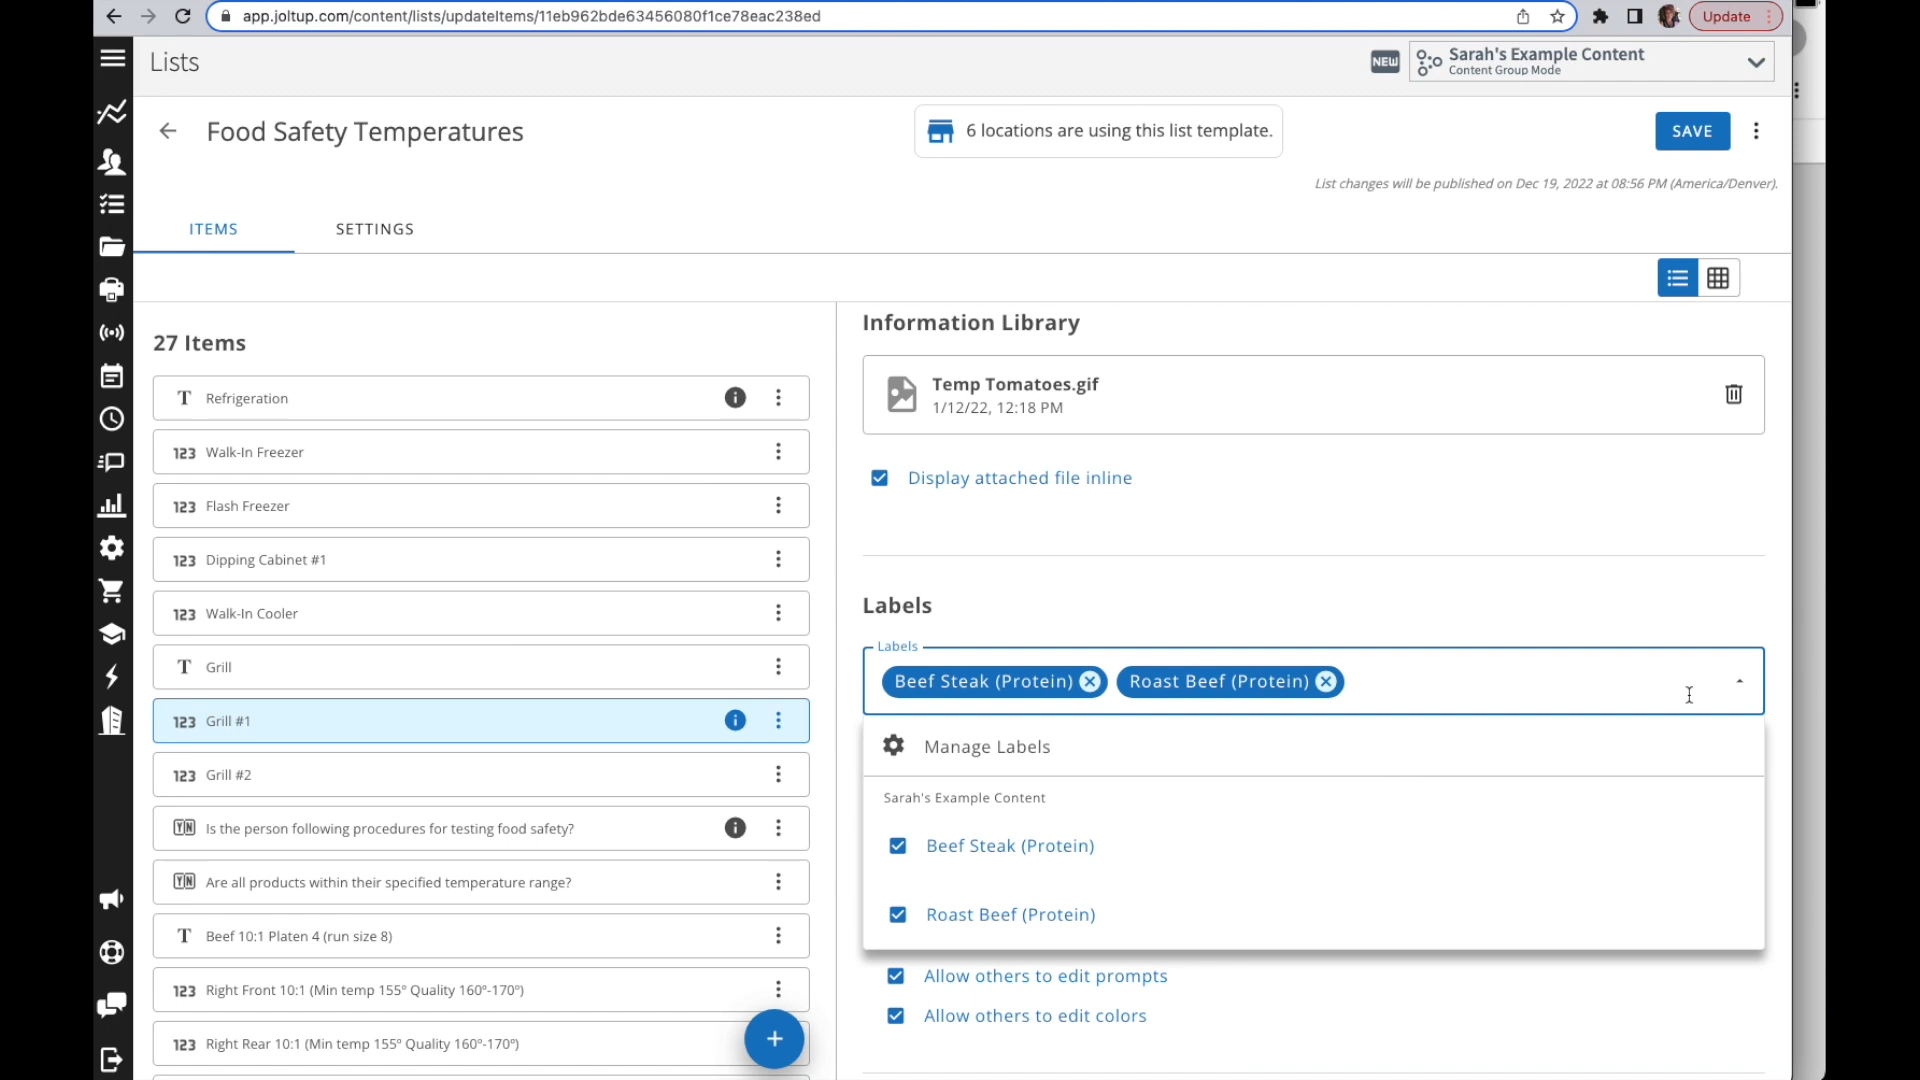 app.joltup.com/content/lists/updateItems/11eb962bde63456080f1ce78eac238ed
Update
Lists
NEW
Sarah's Example Content
Content Group Mode
Food Safety Temperatures
6 locations are using this list template.
SAVE
List changes will be published on Dec 19, 2022 at 08:56 PM (America/Denver).
ITEMS
SETTINGS
27 Items
T Refrigeration
123 Walk-In Freezer
123 Flash Freezer
123 Dipping Cabinet #1
123 Walk-In Cooler
T Grill
123 Grill #1
123 Grill #2
YN Is the person following procedures for testing food safety?
YN Are all products within their specified temperature range?
T Beef 10:1 Platen 4 (run size 8)
123 Right Front 10:1 (Min temp 155° Quality 160°-170°)
123 Right Rear 10:1 (Min temp 155° Quality 160°-170°)
Information Library
Temp Tomatoes.gif
1/12/22, 12:18 PM
Display attached file inline
Labels
Labels
Beef Steak (Protein)
Roast Beef (Protein)
Manage Labels
Sarah's Example Content
Beef Steak (Protein)
Roast Beef (Protein)
Allow others to edit prompts
Allow others to edit colors